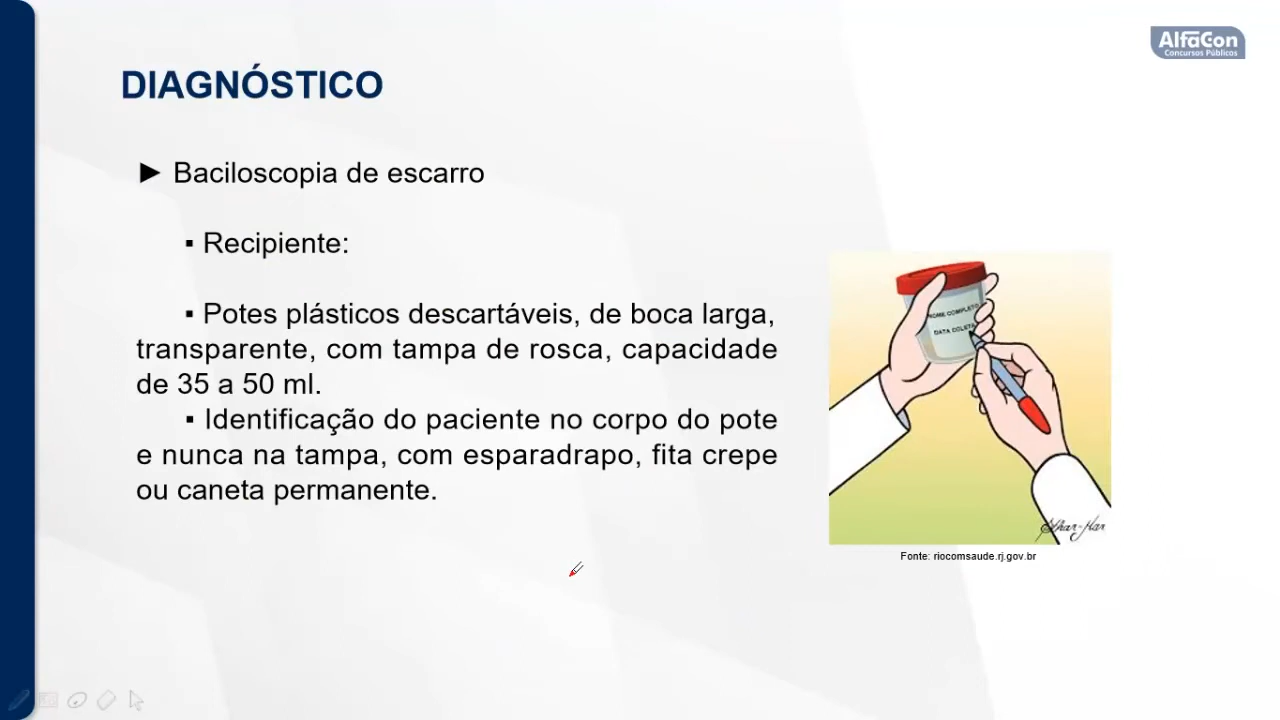 AlfaCon
Concursos Públicos
DIAGNÓSTICO
► Baciloscopia de escarro
▪ Recipiente:
▪ Potes plásticos descartáveis, de boca larga,
transparente, com tampa de rosca, capacidade
de 35 a 50 ml.
▪ Identificação do paciente no corpo do pote
e nunca na tampa, com esparadrapo, fita crepe
ou caneta permanente.
NOME COMPLETO
DATA COLETA
Fonte: riocomsaude.rj.gov.br